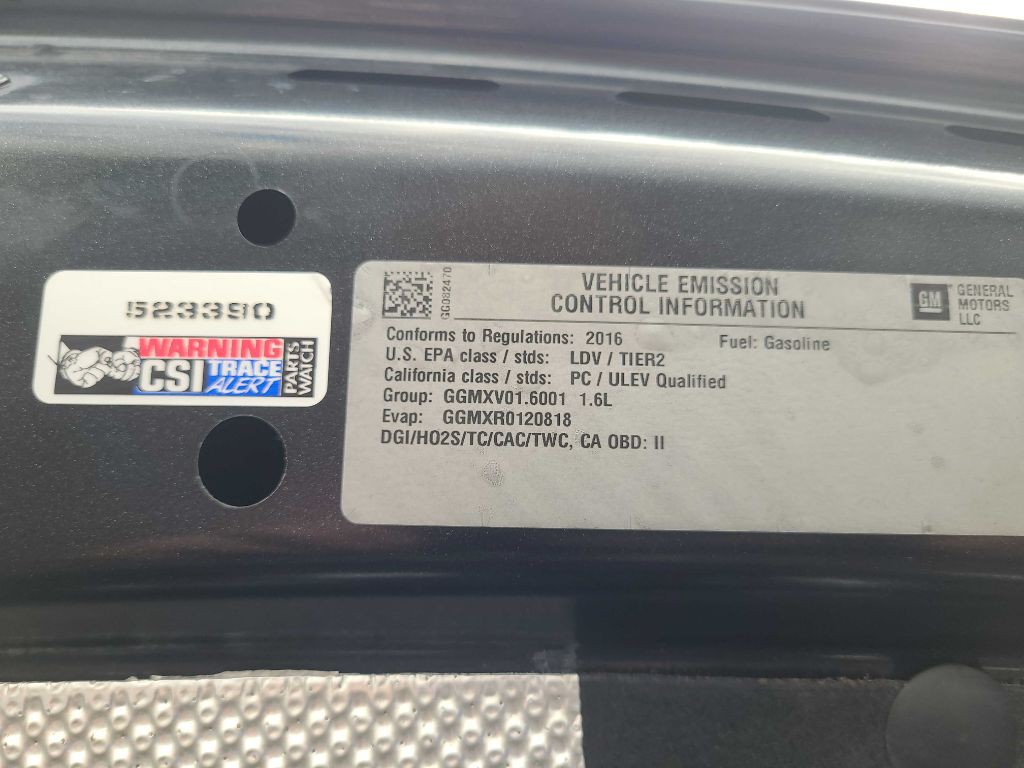 523390
WARNING
CSI TRACE
ALERT
PARTS
WATCH
GG082470
VEHICLE EMISSION
CONTROL INFORMATION
GM
GENERAL
MOTORS
LLC
Conforms to Regulations: 2016 Fuel: Gasoline
U.S. EPA class / stds: LDV / TIER2
California class / stds: PC / ULEV Qualified
Group: GGMXV01.6001 1.6L
Evap: GGMXR0120818
DGI/HO2S/TC/CAC/TWC, CA OBD: II